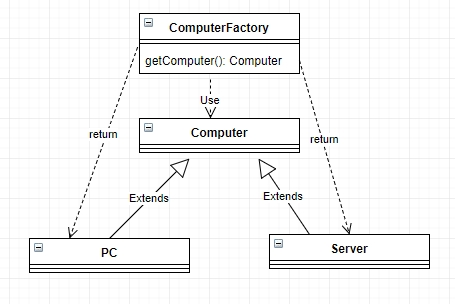 ComputerFactory
getComputer(): Computer
Use
Computer
return
return
Extends
Extends
PC
Server